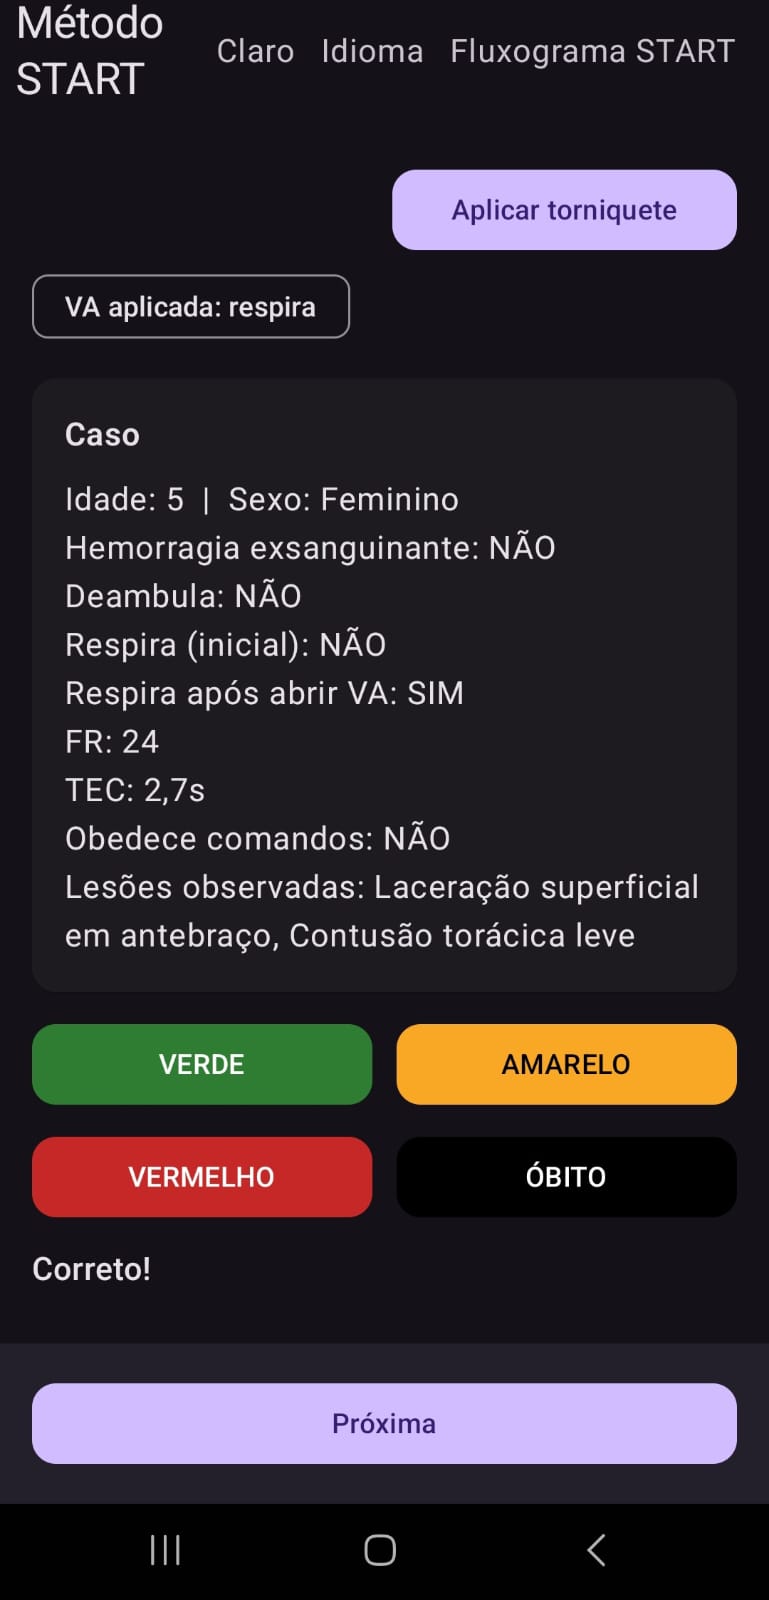 Método
START
Claro Idioma Fluxograma START
Aplicar torniquete
VA aplicada: respira
Caso
Idade: 5 | Sexo: Feminino
Hemorragia exsanguinante: NÃO
Deambula: NÃO
Respira (inicial): NÃO
Respira após abrir VA: SIM
FR: 24
TEC: 2,7s
Obedece comandos: NÃO
Lesões observadas: Laceração superficial
em antebraço, Contusão torácica leve
VERDE AMARELO
VERMELHO ÓBITO
Correto!
Próxima